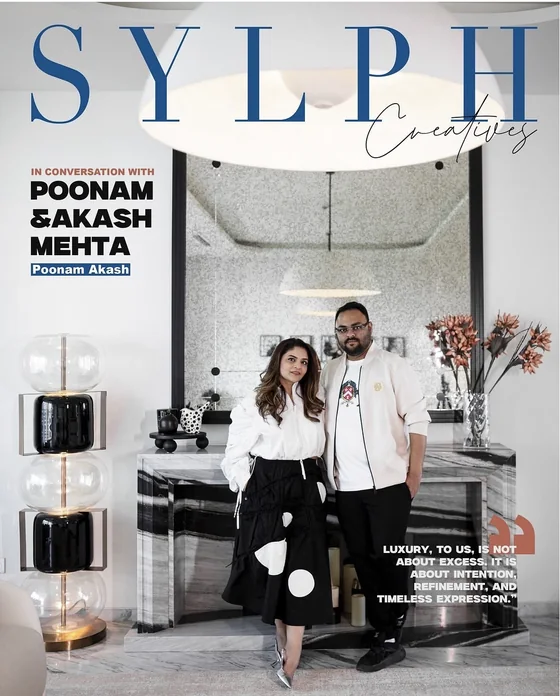 SYLPH
Creatives
IN CONVERSATION WITH
POONAM
&AKASH
MEHTA
Poonam Akash
LUXURY, TO US, IS NOT
ABOUT EXCESS. IT IS
ABOUT INTENTION,
REFINEMENT, AND
TIMELESS EXPRESSION.”